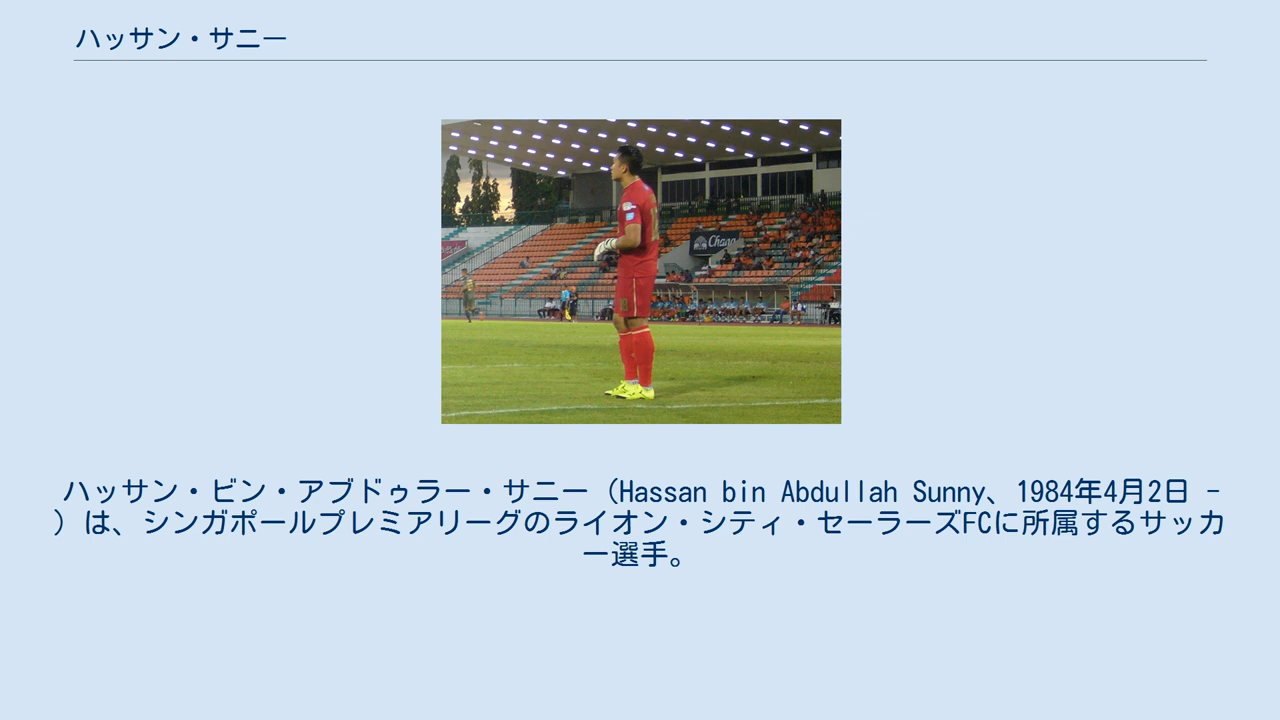 ハッサン・サニー
Chang
ハッサン・ビン・アブドゥラー・サニー（Hassan bin Abdullah Sunny、1984年4月2日 -
）は、シンガポールプレミアリーグのライオン・シティ・セーラーズFCに所属するサッカ
ー選手。